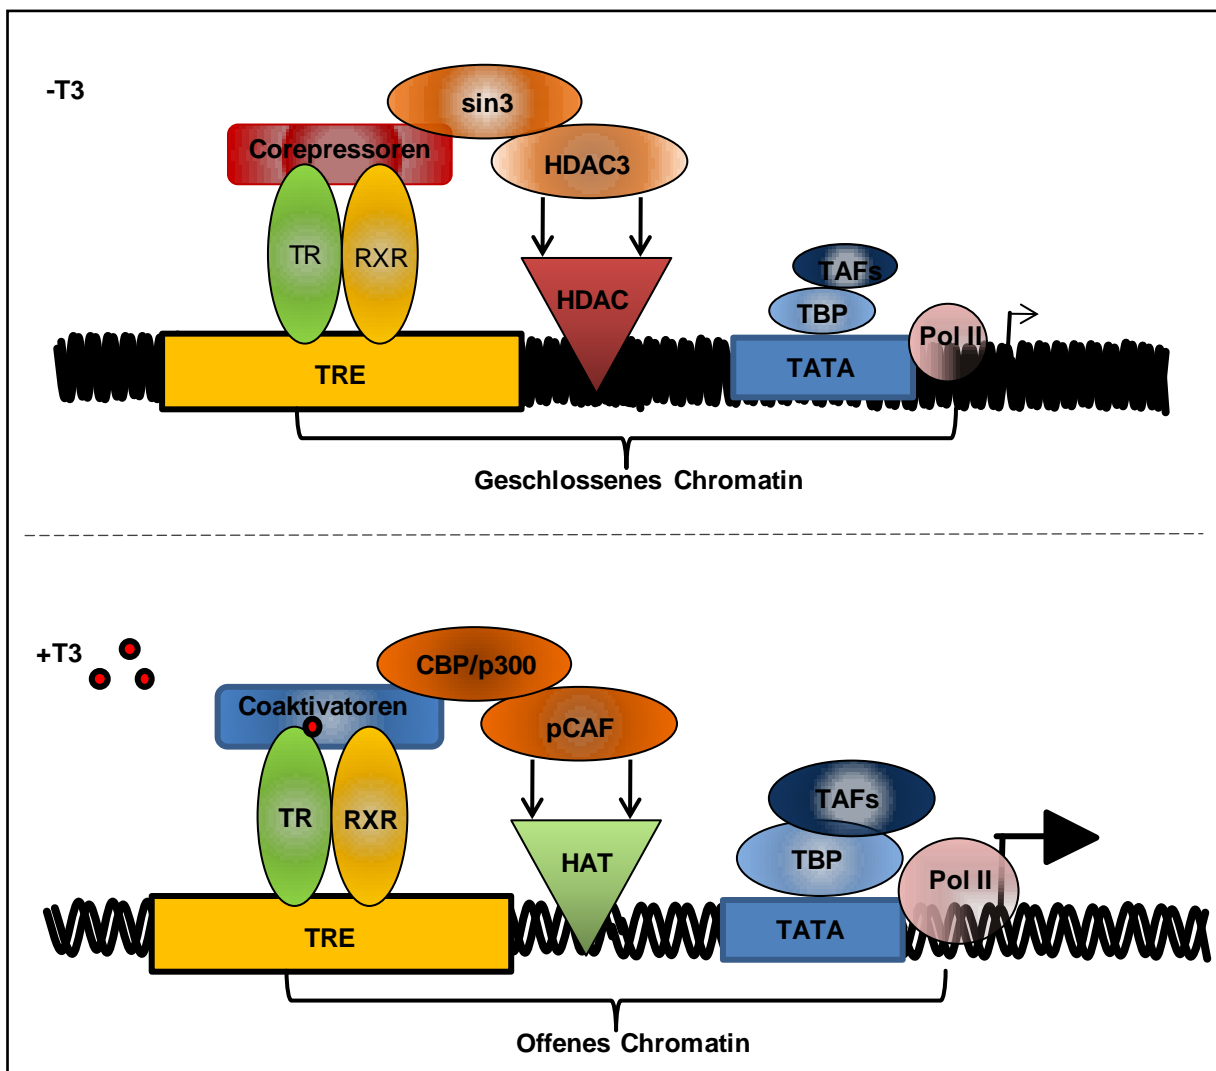 -T3
sin3
Corepressoren
HDAC3
TR
RXR
TAFs
HDAC
TBP
Pol II
TRE
TATA
Geschlossenes Chromatin
+T3
CBP/p300
Coaktivatoren
pCAF
TAFs
TR
RXR
TBP
HAT
Pol II
TRE
TATA
Offenes Chromatin